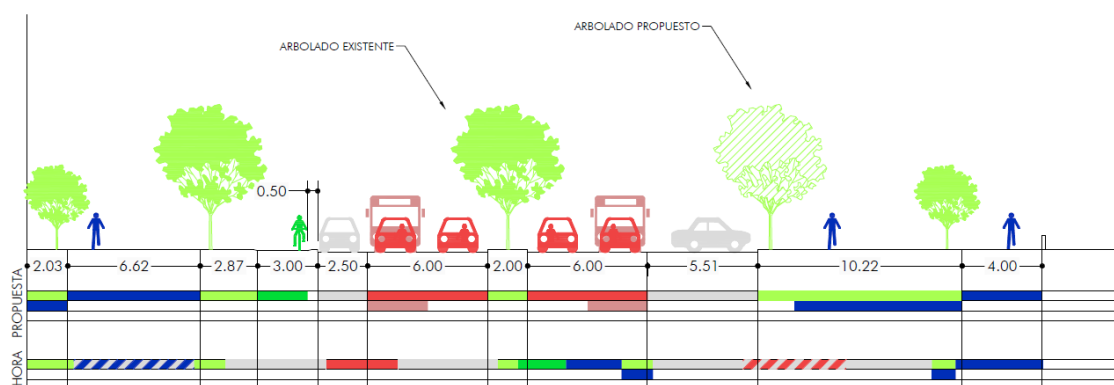 ARBOLADO PROPUESTO
ARBOLADO EXISTENTE
0.50
2.03 6.62 2.87 3.00 2.50 6.00 2.00 6.00 5.51 10.22 4.00
PROPUESTA
HORA